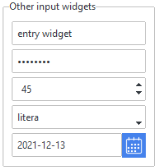 Other input widgets
entry widget
••••••••
45
litera
2021-12-13